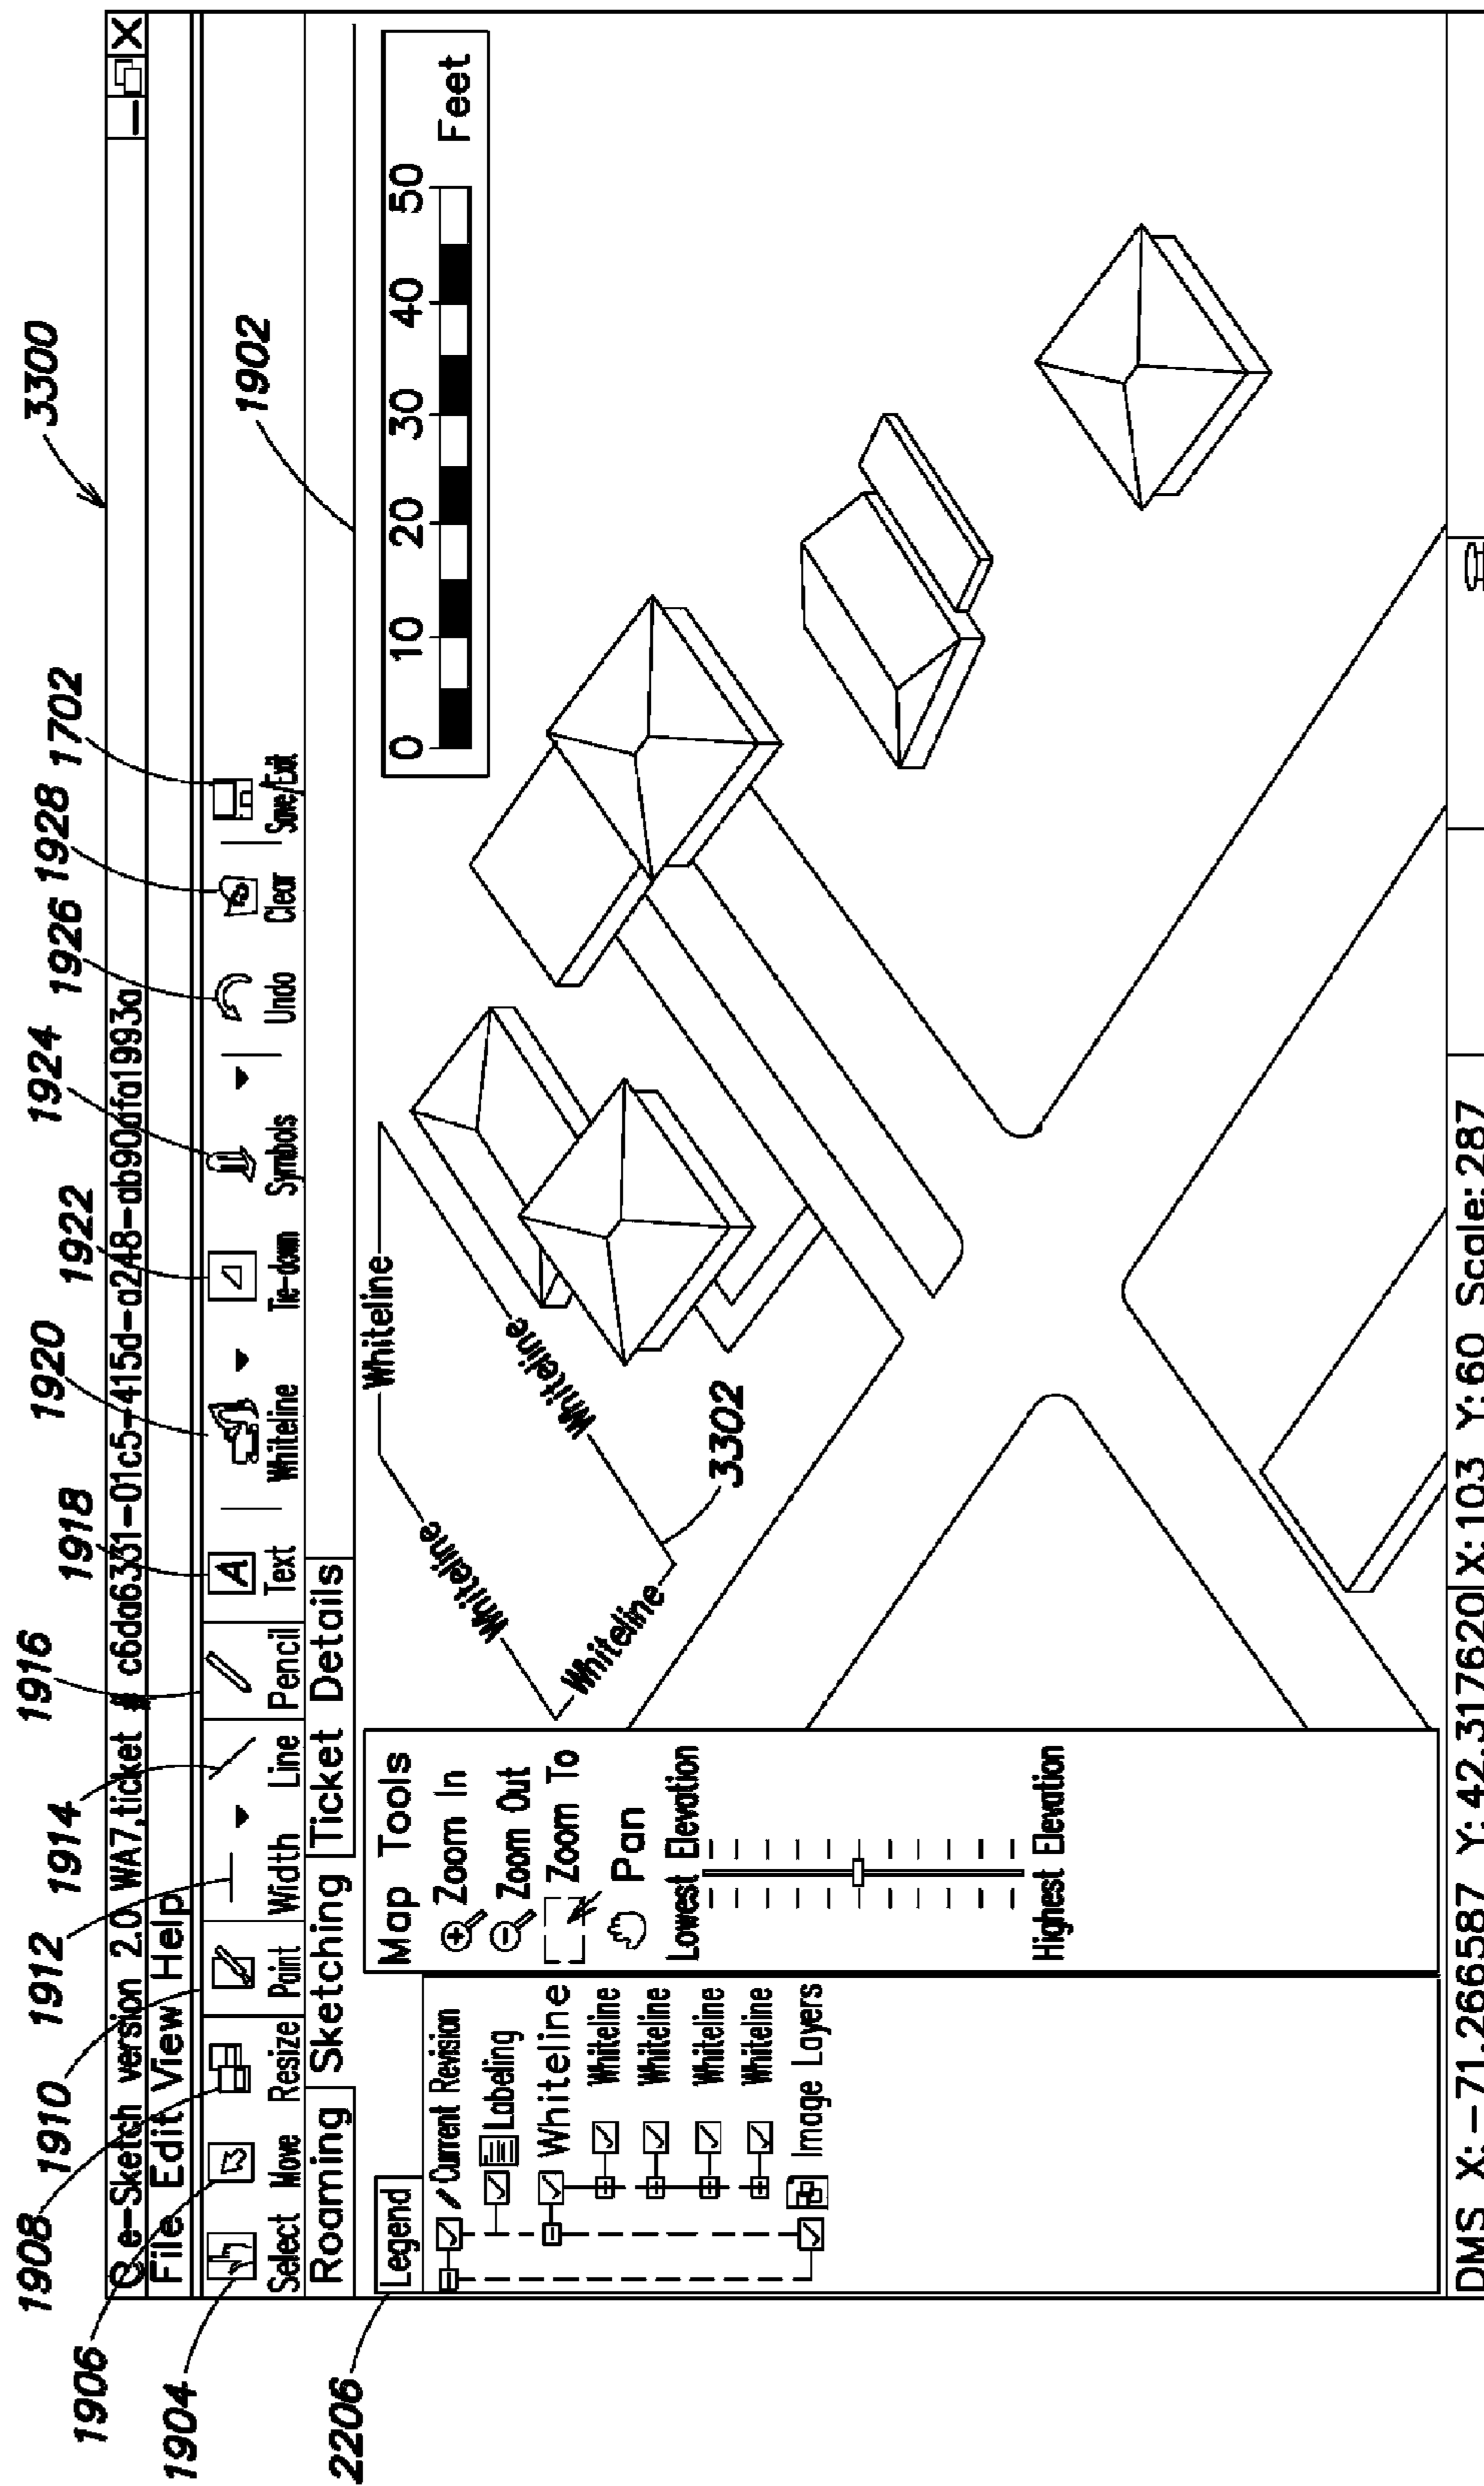 3300
1908 1910 1912 1914 1916 1918 1920 1922 1924 1926 1928 1702
1906
1904
2206
1902
e-Sketch version 2.0, WA7,ticket # c6da6331-01c5-415d-a248-ab90dfa1993a
File Edit View Help
Select Move Resize Paint Width Line Pencil Text Whiteline Tie-down Symbols Undo Clear Save/Exit
Roaming Sketching Ticket Details
Legend
Current Revision
Labeling
Whiteline
Whiteline
Whiteline
Whiteline
Whiteline
Image Layers
Map Tools
Zoom In
Zoom Out
Zoom To
Pan
Lowest Elevation
Highest Elevation
Whiteline
Whiteline
Whiteline
Whiteline
Whiteline
3302
0 10 20 30 40 50
Feet
DMS X:-71.266587 Y: 42.317620 X:103 Y:60 Scale:287